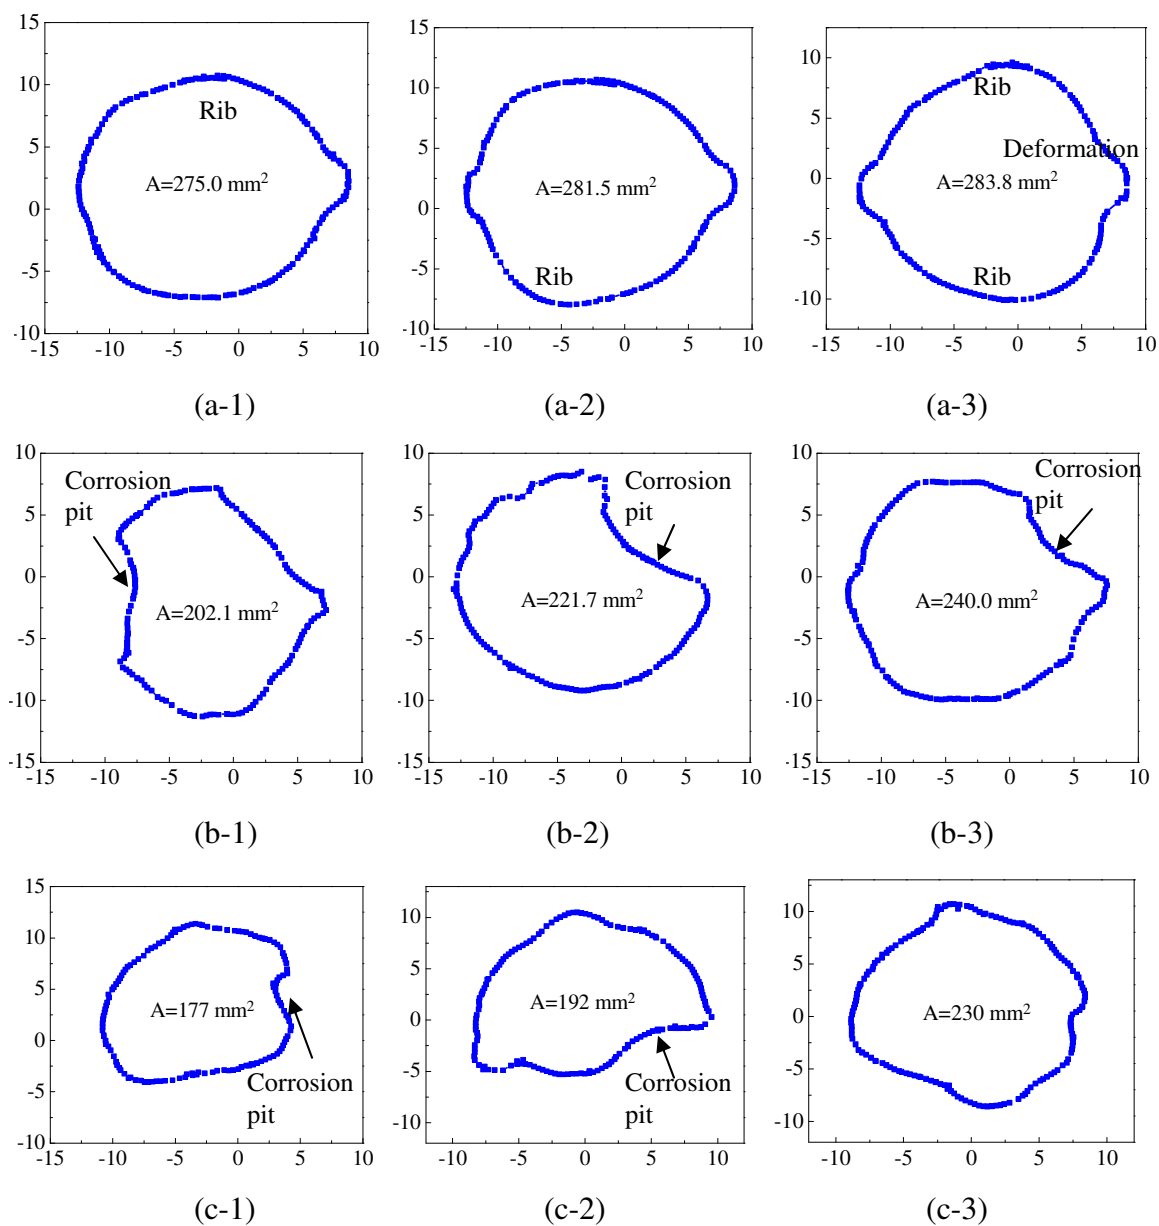 15
10
5
0
-5
-10
-15 -10 -5 0 5 10
Rib
A=275.0 mm²
(a-1)
15
10
5
0
-5
-10
-15 -10 -5 0 5 10
A=281.5 mm²
Rib
(a-2)
10
5
0
-5
-10
-15 -10 -5 0 5 10
Rib
Deformation
A=283.8 mm²
Rib
(a-3)
10
5
0
-5
-10
-15
-15 -10 -5 0 5 10
Corrosion
pit
A=202.1 mm²
(b-1)
10
5
0
-5
-10
-15
-15 -10 -5 0 5 10
Corrosion
pit
A=221.7 mm²
(b-2)
10
5
0
-5
-10
-15
-15 -10 -5 0 5 10
Corrosion
pit
A=240.0 mm²
(b-3)
15
10
5
0
-5
-10
-15 -10 -5 0 5 10
A=177 mm²
Corrosion
pit
(c-1)
10
5
0
-5
-10
-10 -5 0 5 10
A=192 mm²
Corrosion
pit
(c-2)
10
5
0
-5
-10
-10 -5 0 5 10
A=230 mm²
(c-3)